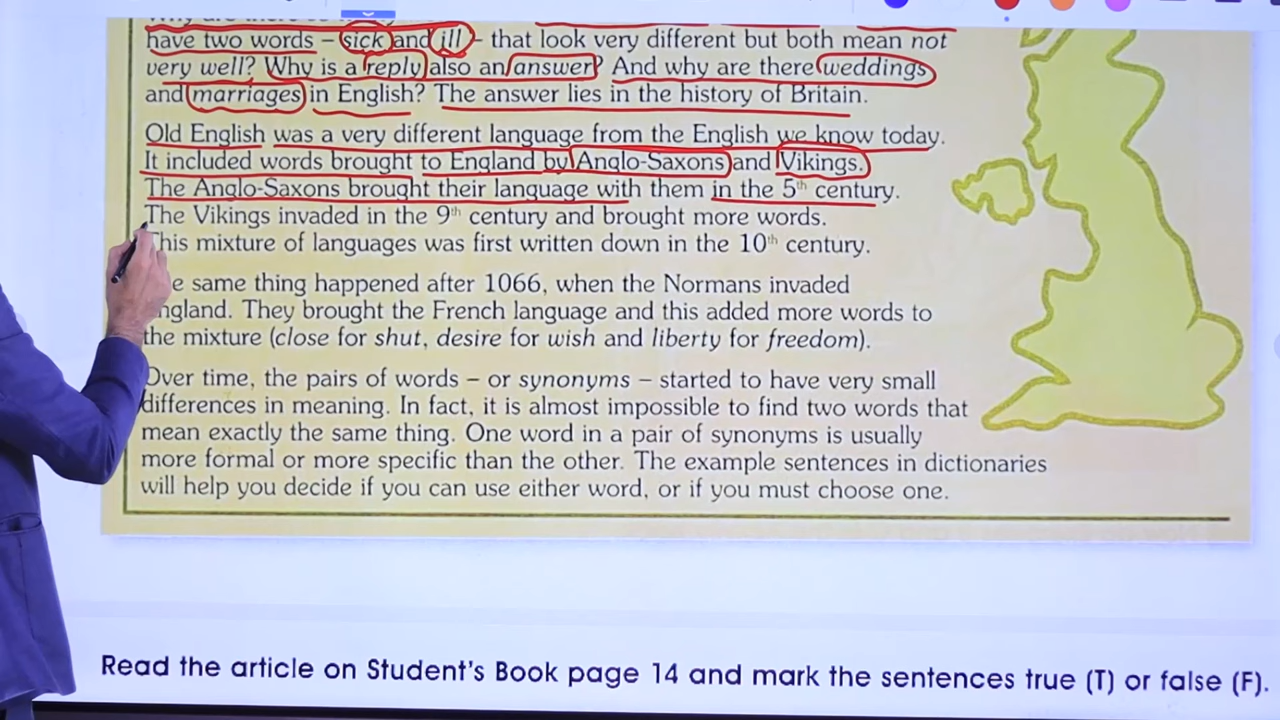 have two words – sick and ill – that look very different but both mean not
very well? Why is a reply also an answer? And why are there weddings
and marriages in English? The answer lies in the history of Britain.
Old English was a very different language from the English we know today.
It included words brought to England by Anglo-Saxons and Vikings.
The Anglo-Saxons brought their language with them in the 5th century.
The Vikings invaded in the 9th century and brought more words.
This mixture of languages was first written down in the 10th century.
same thing happened after 1066, when the Normans invaded
England. They brought the French language and this added more words to
the mixture (close for shut, desire for wish and liberty for freedom).
Over time, the pairs of words – or synonyms – started to have very small
differences in meaning. In fact, it is almost impossible to find two words that
mean exactly the same thing. One word in a pair of synonyms is usually
more formal or more specific than the other. The example sentences in dictionaries
will help you decide if you can use either word, or if you must choose one.
Read the article on Student's Book page 14 and mark the sentences true (T) or false (F).